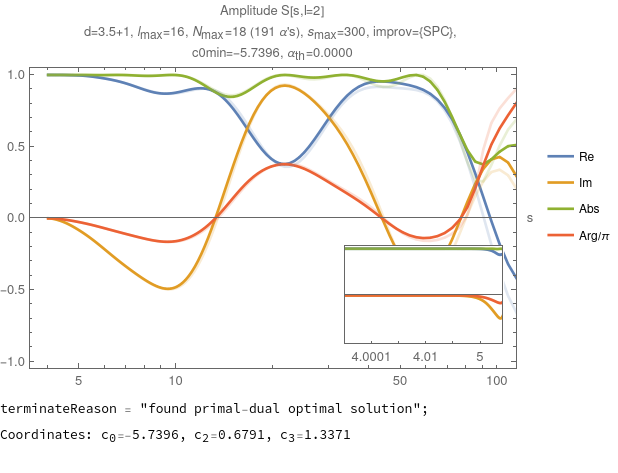 Amplitude S[s,l=2]
d=3.5+1, lmax=16, Nmax=18 (191 α's), smax=300, improv={SPC},
c0min=-5.7396, αth=0.0000
1.0
0.5
0.0
-0.5
-1.0
s
Re
Im
Abs
Arg/π
4.0001 4.01 5
5 10 50 100
terminateReason = "found primal-dual optimal solution";
Coordinates: c0=-5.7396, c2=0.6791, c3=1.3371